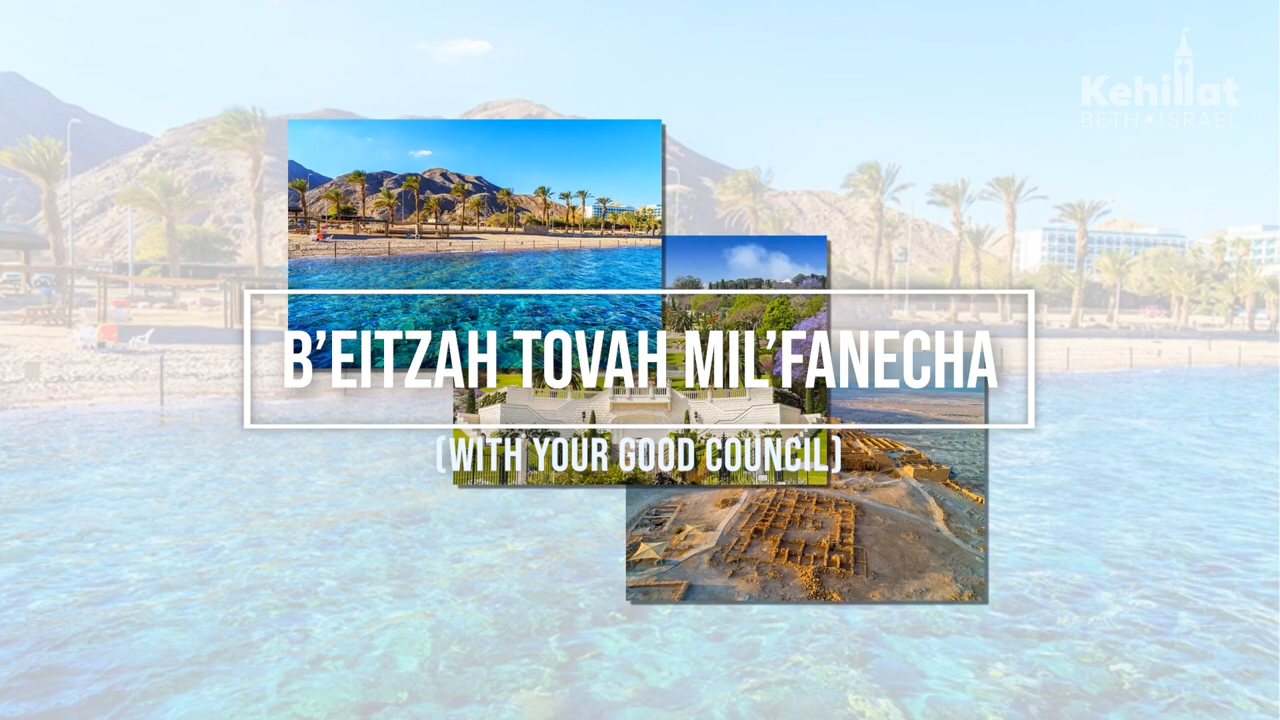 Kehillat
BETH • ISRAEL
B’EITZAH TOVAH MIL’FANECHA
(WITH YOUR GOOD COUNCIL)